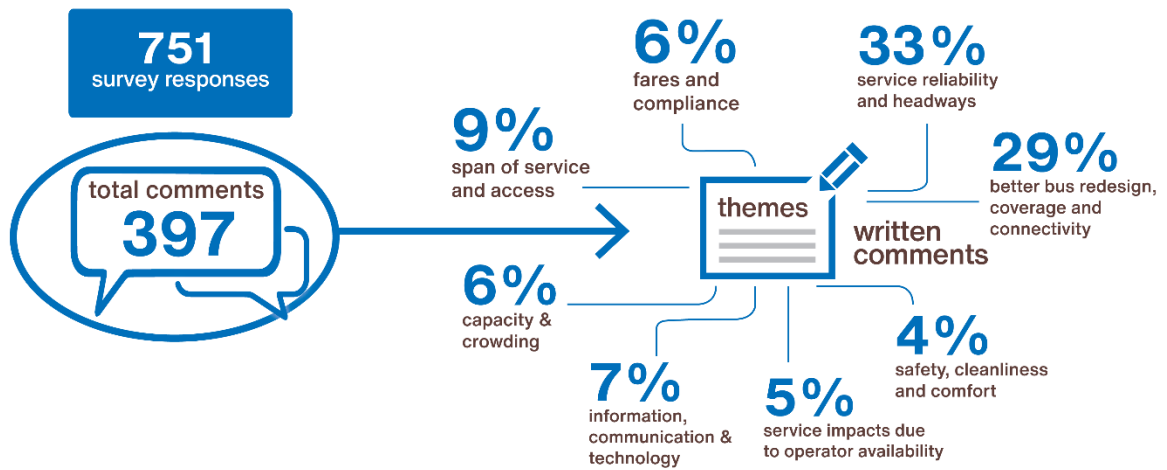 751
survey responses
total comments
397
6%
fares and
compliance
33%
service reliability
and headways
9%
span of service
and access
29%
better bus redesign,
coverage and
connectivity
themes
written
comments
6%
capacity &
crowding
4%
safety, cleanliness
and comfort
7%
information,
communication &
technology
5%
service impacts due
to operator availability